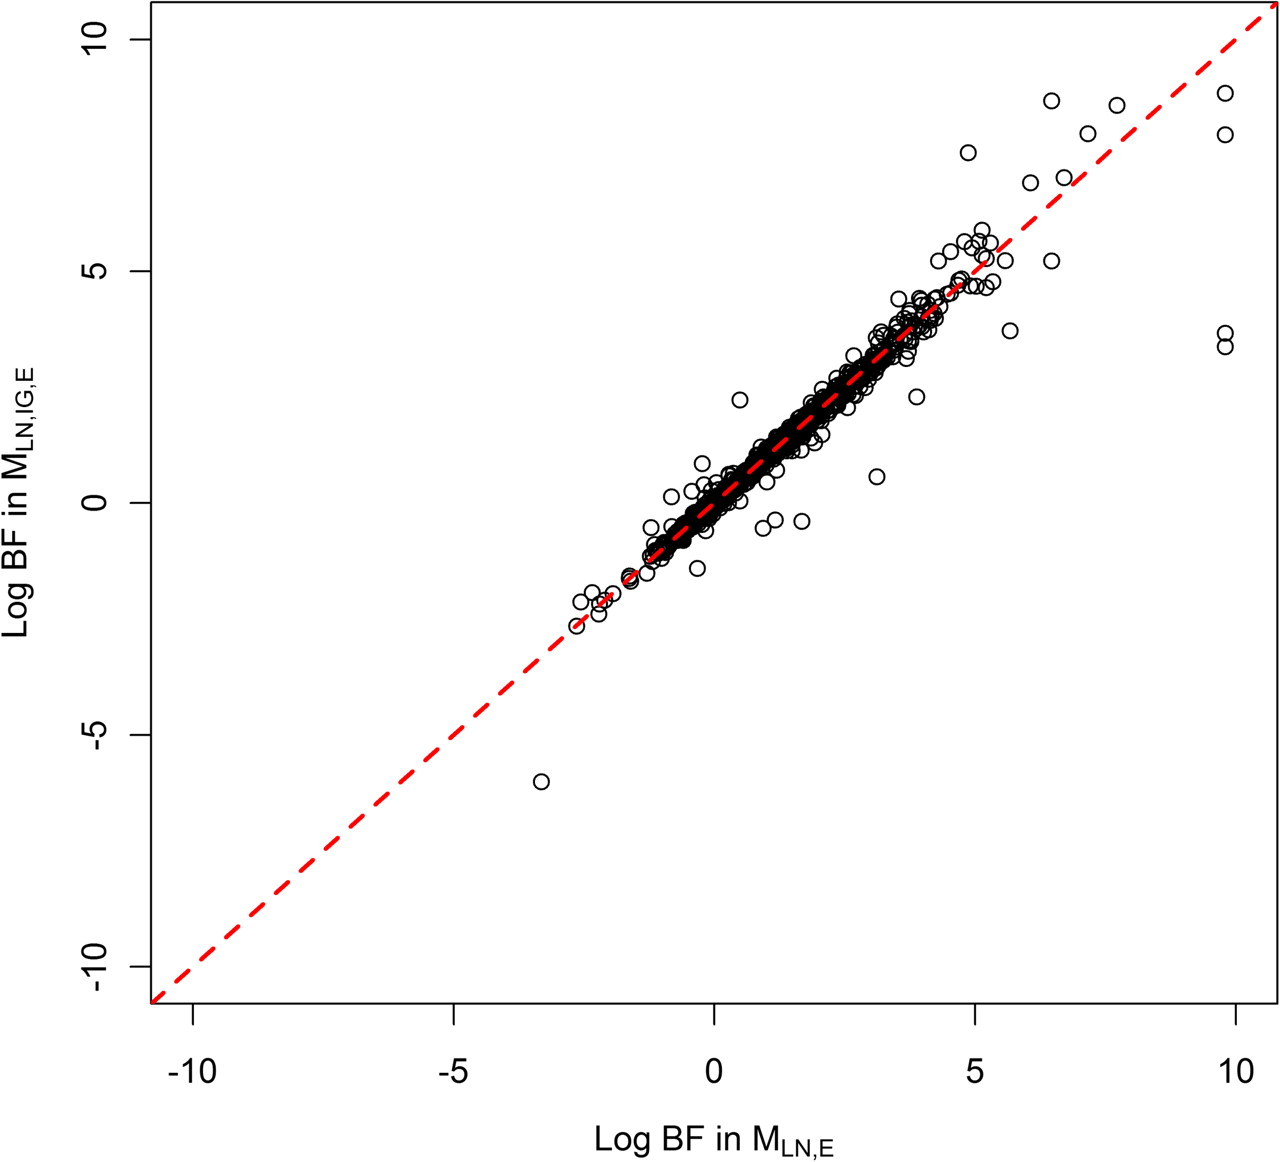 10
5
0
-5
-10
Log BF in M_LN,IG,E
-10 -5 0 5 10
Log BF in M_LN,E